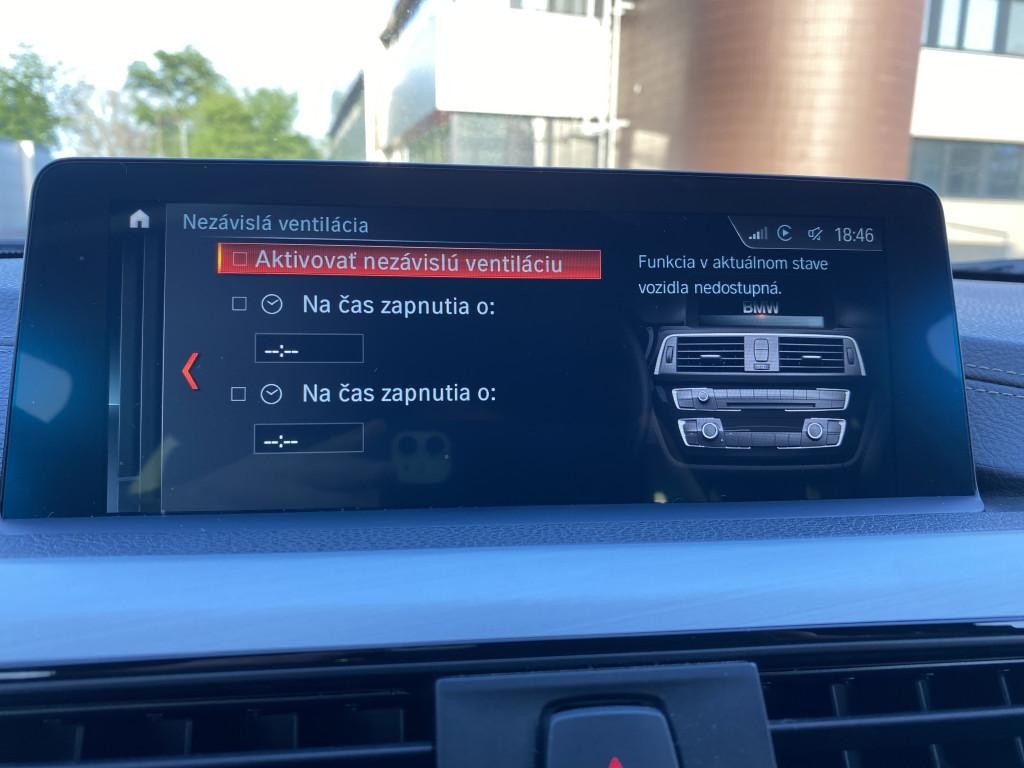 Nezávislá ventilácia
18:46
Aktivovať nezávislú ventiláciu
Funkcia v aktuálnom stave
vozidla nedostupná.
BMW
Na čas zapnutia o:
--:--
Na čas zapnutia o:
--:--